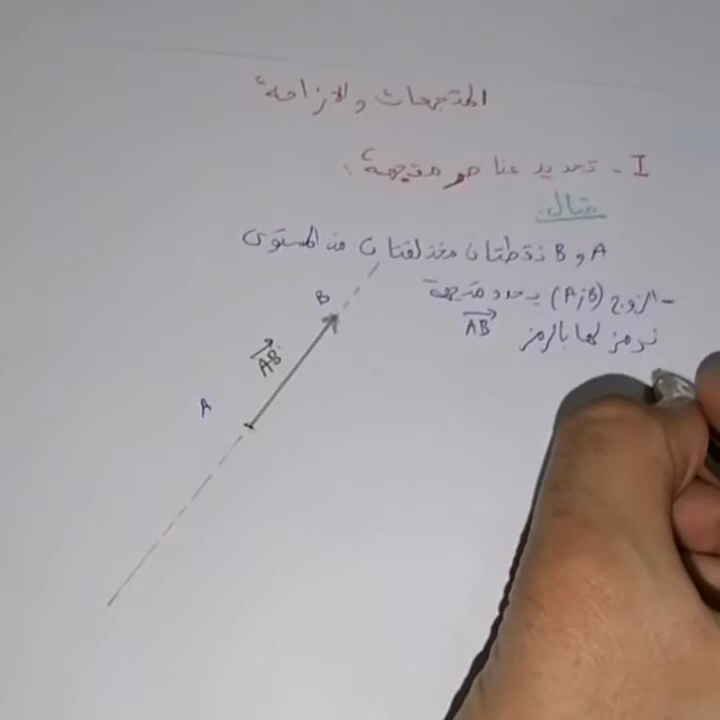 المتجهات والازاحة
I - تحديد عناصر متجهة :
مثال:
A و B نقطتان مختلفتان من المستوى
- الزوج (A;B) يحدد متجهة
نرمز لها بالرمز AB
B
AB
A